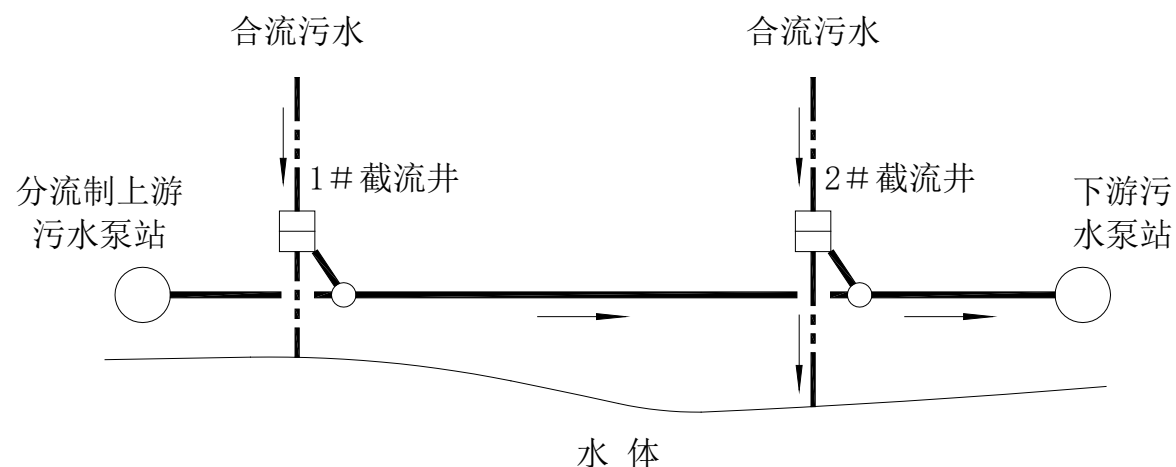 合流污水
合流污水
1#截流井
2#截流井
分流制上游
污水泵站
下游污
水泵站
水 体